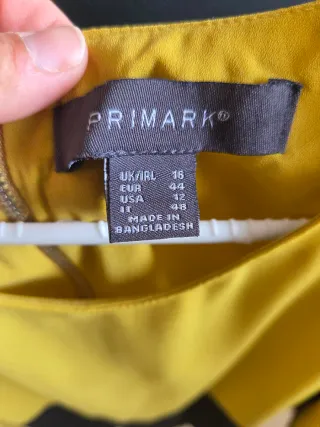 PRIMARK®
UK/IRL 16
EUR 44
USA 12
IT 48
MADE IN
BANGLADESH